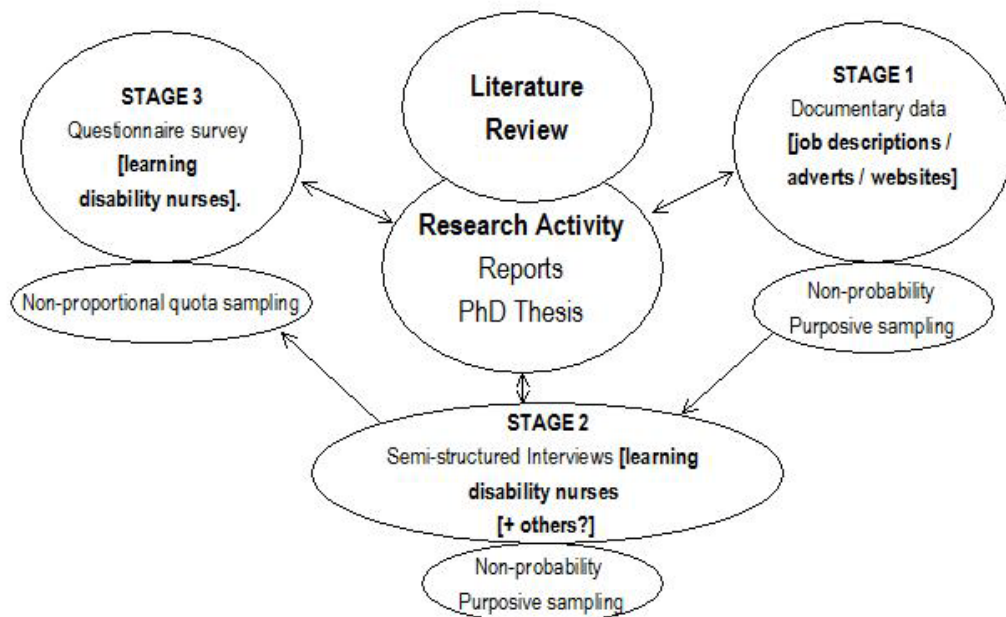 STAGE 3
Questionnaire survey
[learning
disability nurses].
Non-proportional quota sampling
Literature
Review
Research Activity
Reports
PhD Thesis
STAGE 1
Documentary data
[job descriptions /
adverts / websites]
Non-probability
Purposive sampling
STAGE 2
Semi-structured Interviews [learning
disability nurses
[+ others?]
Non-probability
Purposive sampling